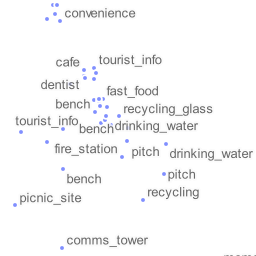 convenience
cafe
tourist_info
dentist
fast_food
bench
recycling_glass
tourist_info
bench
drinking_water
fire_station
pitch
drinking_water
bench
pitch
picnic_site
recycling
comms_tower